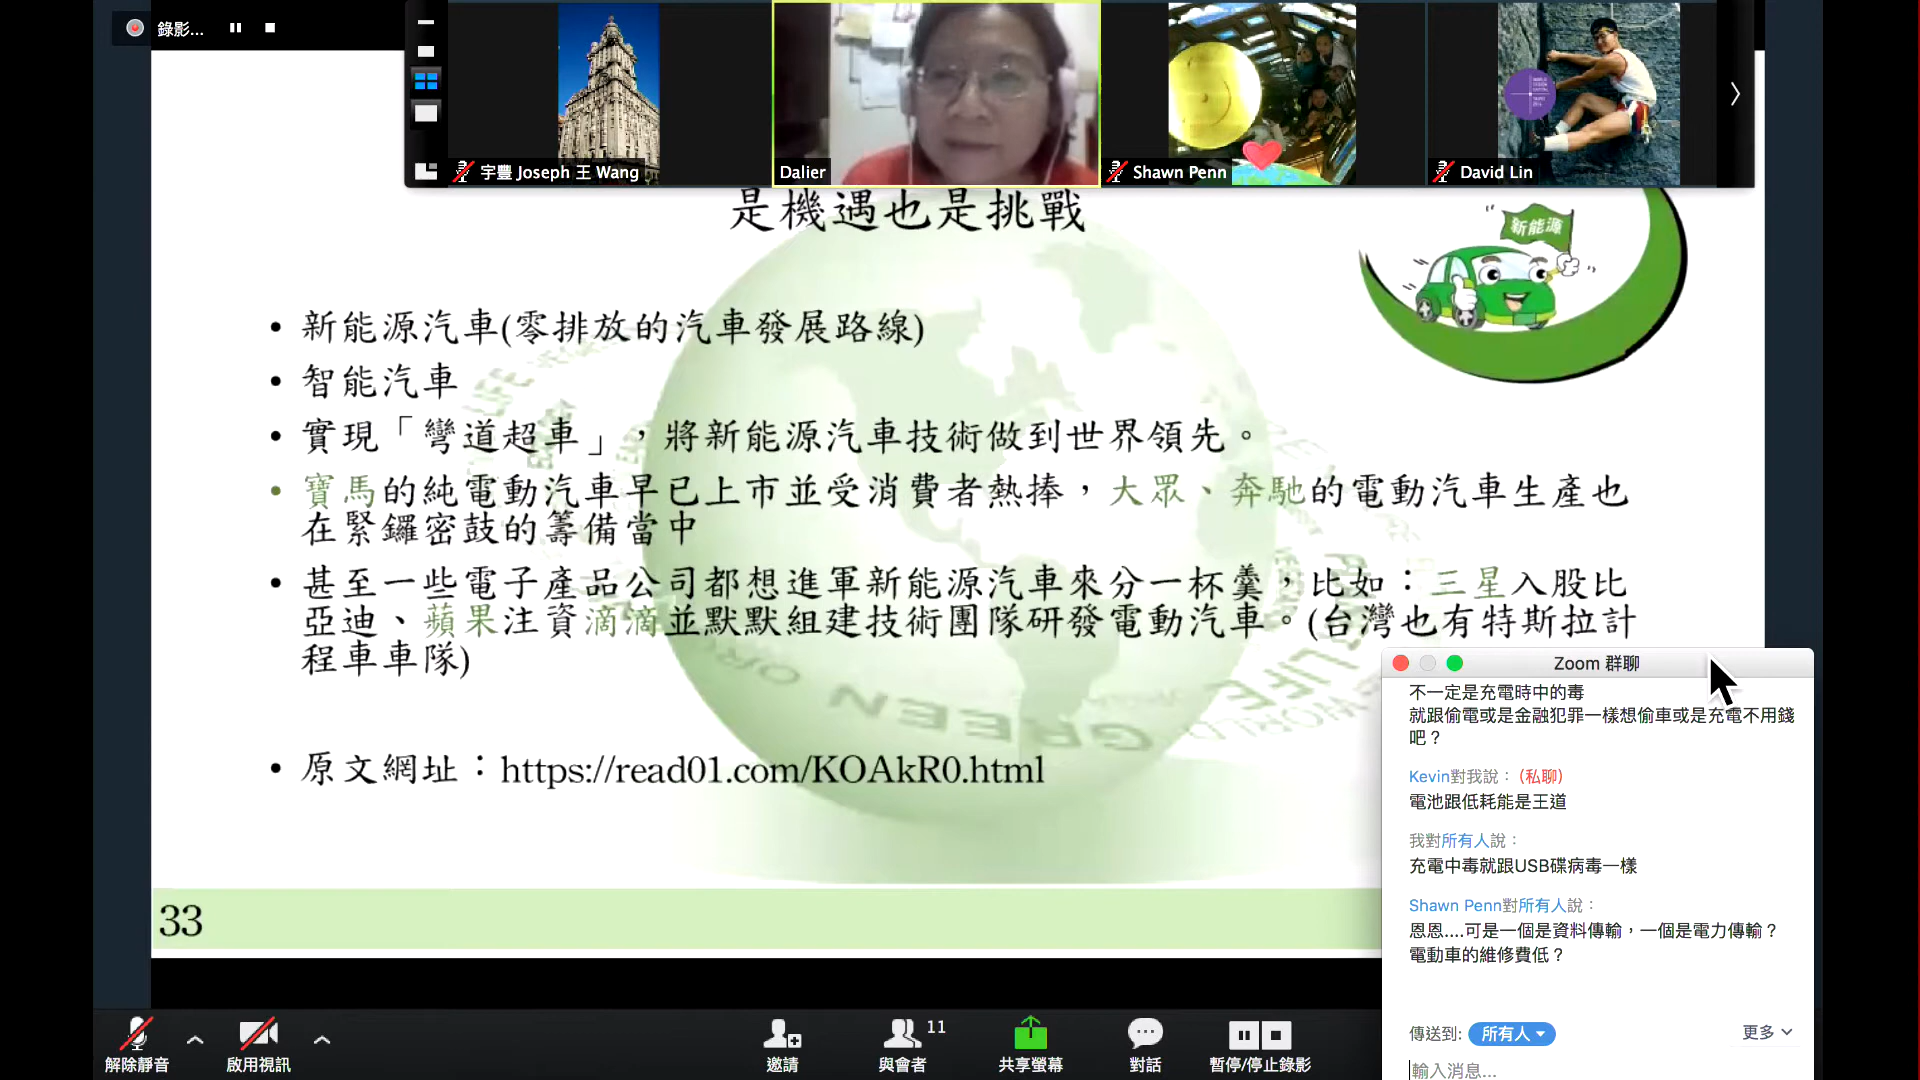 錄影...
宇豐 Joseph 王 Wang
Dalier
Shawn Penn
David Lin
是機遇也是挑戰
新能源
• 新能源汽車(零排放的汽車發展路線)
• 智能汽車
• 實現「彎道超車」，將新能源汽車技術做到世界領先。
• 寶馬的純電動汽車早已上市並受消費者熱捧，大眾、奔馳的電動汽車生產也
在緊鑼密鼓的籌備當中
• 甚至一些電子產品公司都想進軍新能源汽車來分一杯羹，比如：三星入股比
亞迪、蘋果注資滴滴並默默組建技術團隊研發電動汽車。(台灣也有特斯拉計
程車車隊)
• 原文網址：https://read01.com/KOAkR0.html
33
Zoom 群聊
不一定是充電時中的毒
就跟偷電或是金融犯罪一樣想偷車或是充電不用錢
吧？
Kevin對我說：（私聊）
電池跟低耗能是王道
我對所有人說：
充電中毒就跟USB碟病毒一樣
Shawn Penn對所有人說：
恩恩....可是一個是資料傳輸，一個是電力傳輸？
電動車的維修費低？
傳送到: 所有人 更多
輸入消息...
解除靜音
啟用視訊
邀請
11
與會者
共享螢幕
對話
暫停/停止錄影